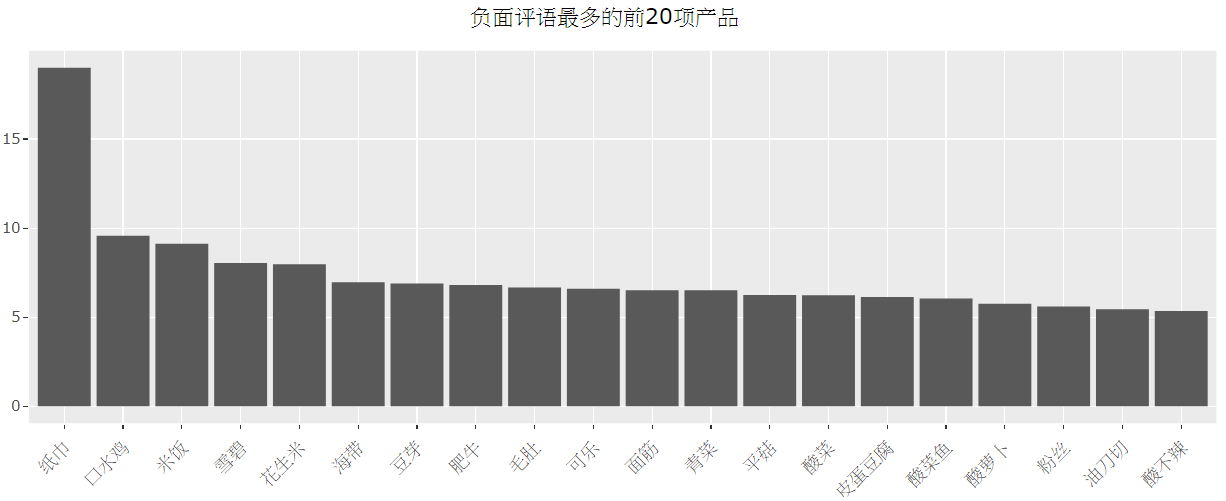 负面评语最多的前20项产品
15
10
5
0
纸巾
口水鸡
米饭
雪碧
花生米
海带
豆芽
肥牛
毛肚
可乐
面筋
青菜
平菇
酸菜
皮蛋豆腐
酸菜鱼
酸萝卜
粉丝
油刀切
酸不辣